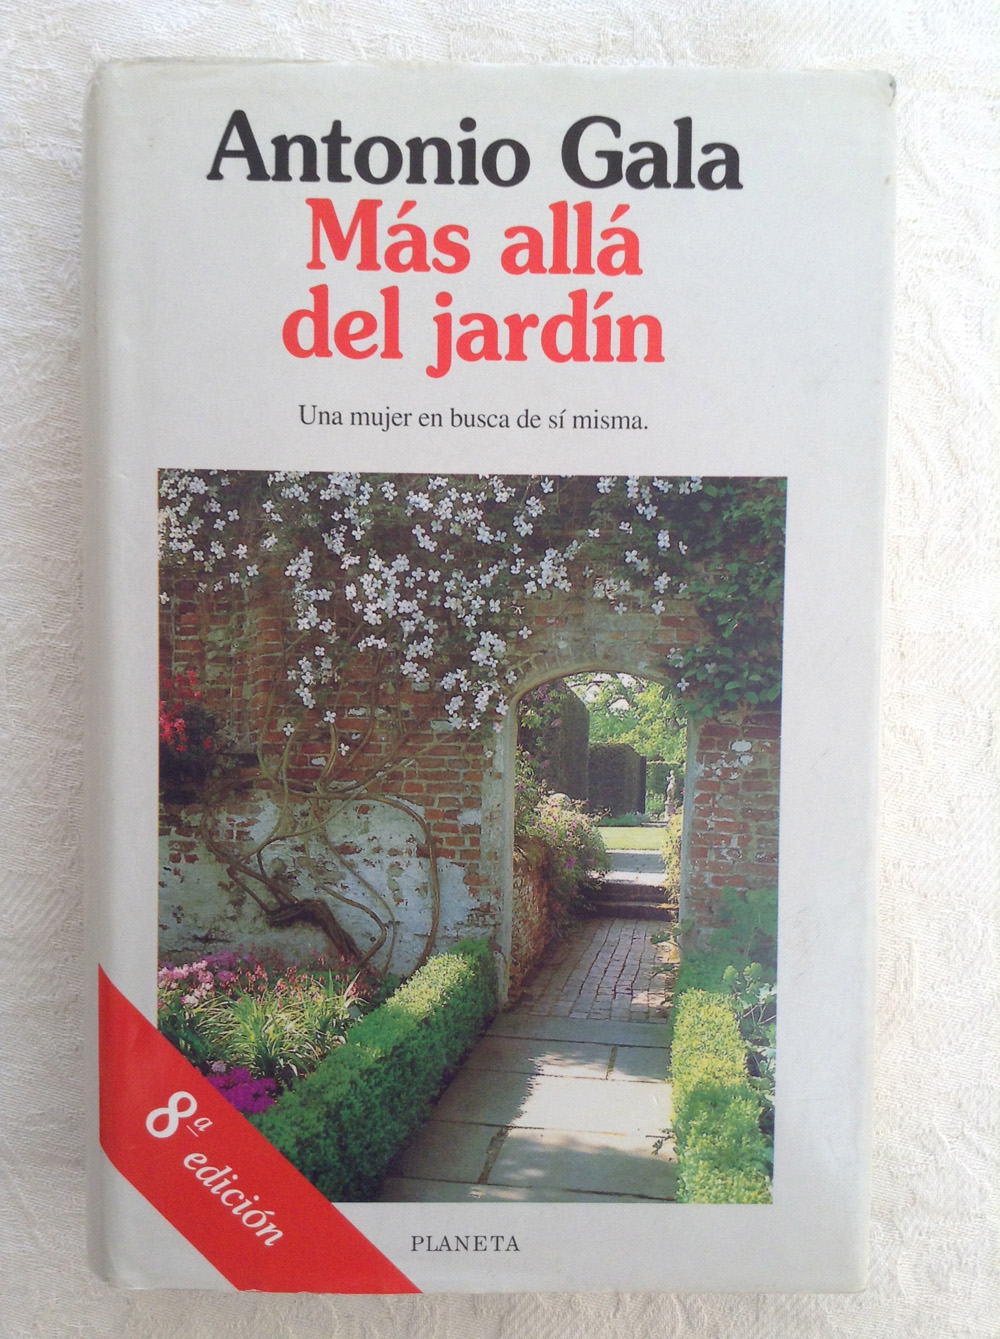 Antonio Gala
Más allá
del jardín
Una mujer en busca de sí misma.
8ª edición
PLANETA